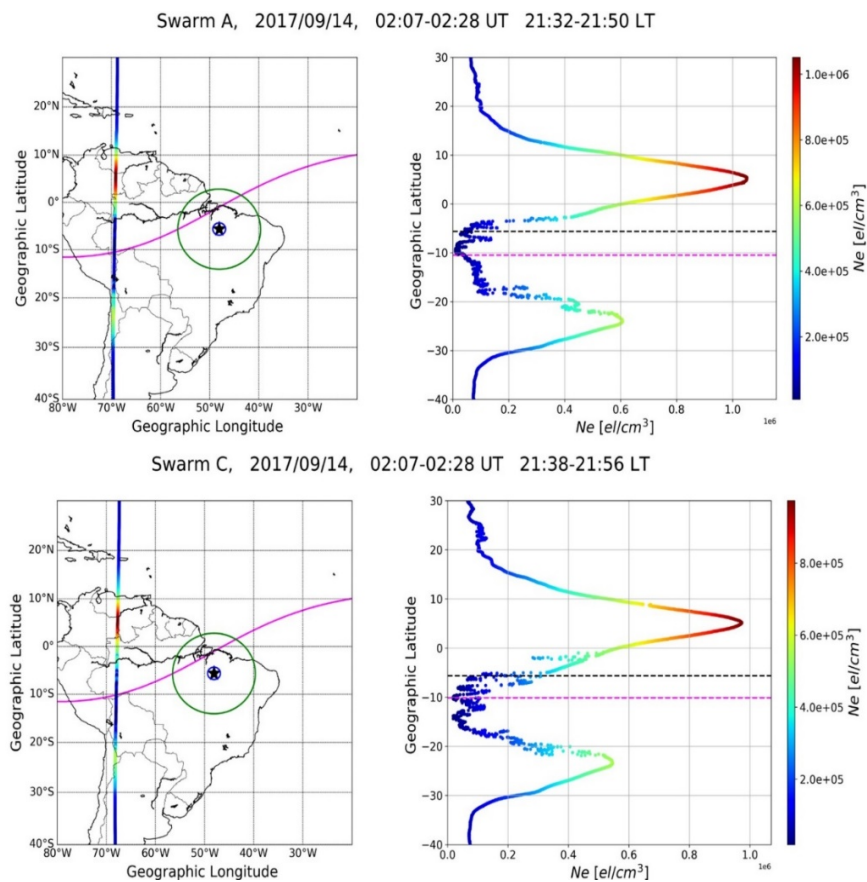 Swarm A, 2017/09/14, 02:07-02:28 UT 21:32-21:50 LT
20°N
10°N
0°
10°S
20°S
30°S
40°S
80°W 70°W 60°W 50°W 40°W 30°W
Geographic Longitude
Geographic Latitude
30
20
10
0
−10
−20
−30
−40
0.0 0.2 0.4 0.6 0.8 1.0
1e6
Ne [el/cm³]
Geographic Latitude
1.0e+06
8.0e+05
6.0e+05
4.0e+05
2.0e+05
Ne [el/cm³]
Swarm C, 2017/09/14, 02:07-02:28 UT 21:38-21:56 LT
20°N
10°N
0°
10°S
20°S
30°S
40°S
80°W 70°W 60°W 50°W 40°W 30°W
Geographic Longitude
Geographic Latitude
30
20
10
0
−10
−20
−30
−40
0.0 0.2 0.4 0.6 0.8 1.0
1e6
Ne [el/cm³]
Geographic Latitude
8.0e+05
6.0e+05
4.0e+05
2.0e+05
Ne [el/cm³]